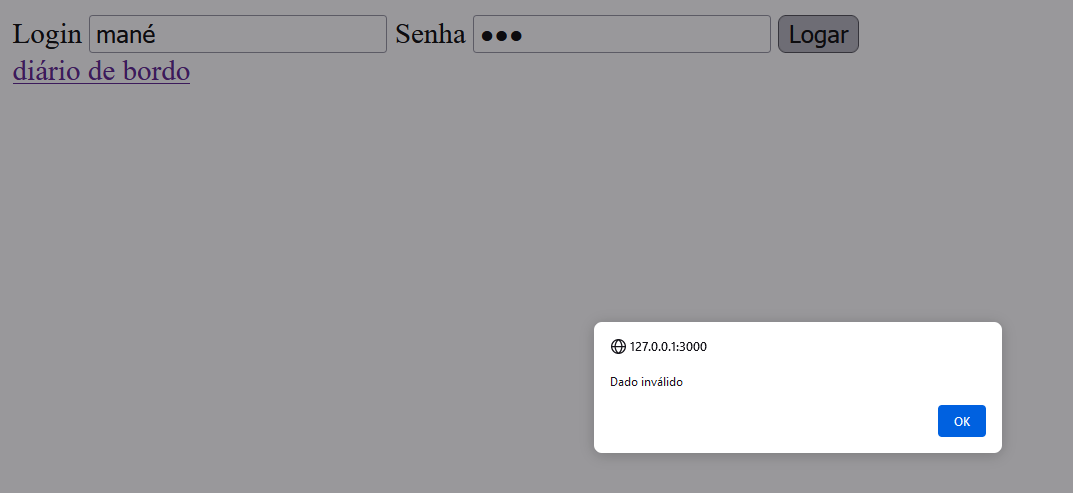 Login mané Senha ●●● Logar
diário de bordo
127.0.0.1:3000
Dado inválido
OK